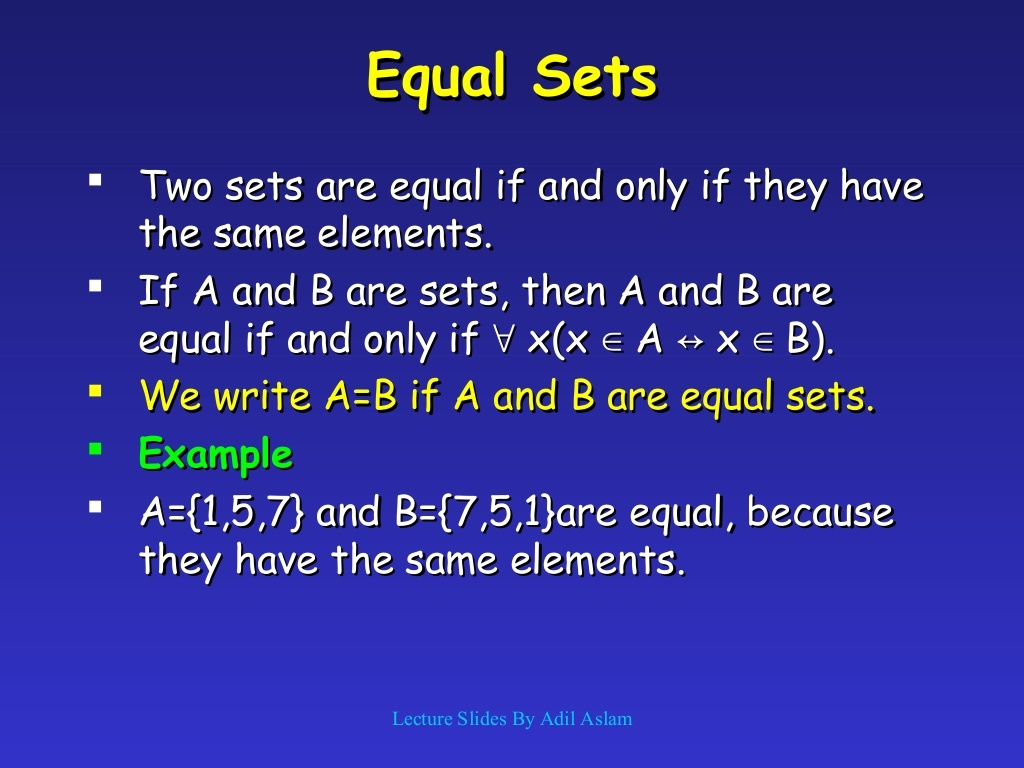 Equal Sets
▪ Two sets are equal if and only if they have
the same elements.
▪ If A and B are sets, then A and B are
equal if and only if ∀ x(x ∈ A ↔ x ∈ B).
▪ We write A=B if A and B are equal sets.
▪ Example
▪ A={1,5,7} and B={7,5,1}are equal, because
they have the same elements.
Lecture Slides By Adil Aslam